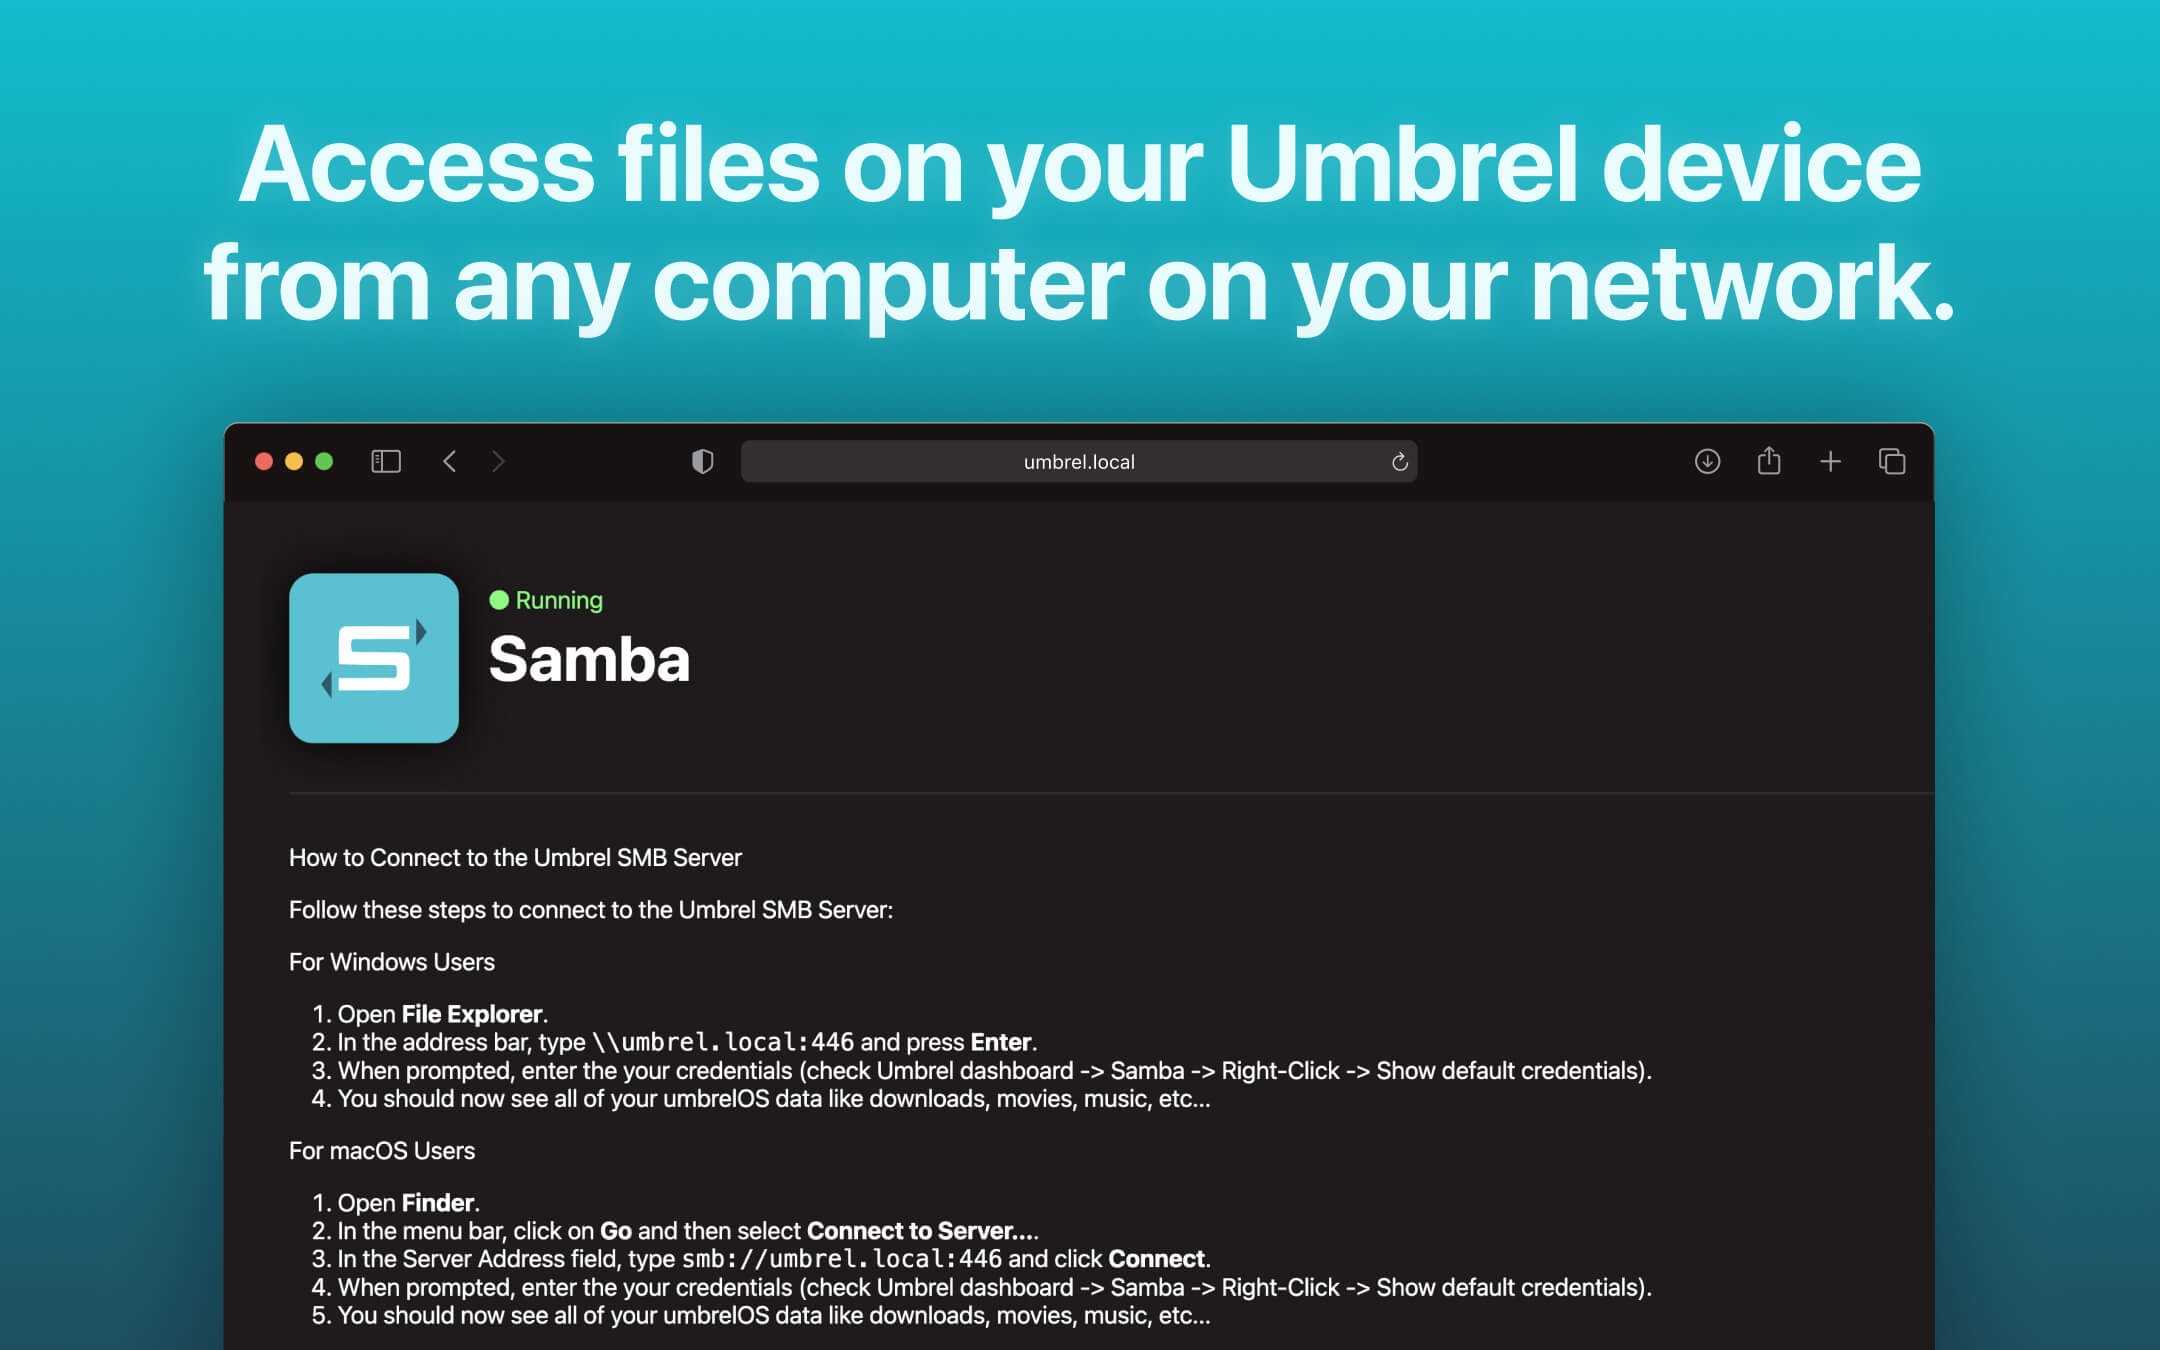 Access files on your Umbrel device
from any computer on your network.
umbrel.local
Running
Samba
How to Connect to the Umbrel SMB Server
Follow these steps to connect to the Umbrel SMB Server:
For Windows Users
1. Open File Explorer.
2. In the address bar, type \\umbrel.local:446 and press Enter.
3. When prompted, enter the your credentials (check Umbrel dashboard -> Samba -> Right-Click -> Show default credentials).
4. You should now see all of your umbrelOS data like downloads, movies, music, etc...
For macOS Users
1. Open Finder.
2. In the menu bar, click on Go and then select Connect to Server....
3. In the Server Address field, type smb://umbrel.local:446 and click Connect.
4. When prompted, enter the your credentials (check Umbrel dashboard -> Samba -> Right-Click -> Show default credentials).
5. You should now see all of your umbrelOS data like downloads, movies, music, etc...